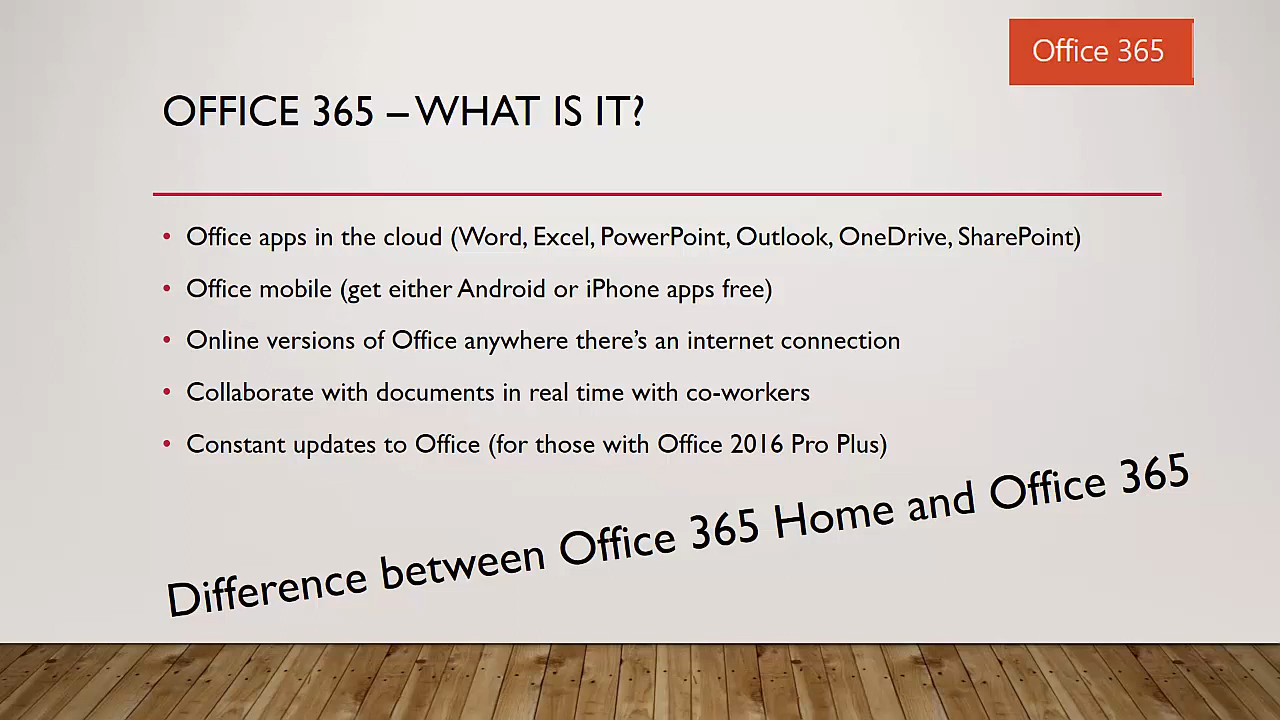 Office 365
OFFICE 365 – WHAT IS IT?
• Office apps in the cloud (Word, Excel, PowerPoint, Outlook, OneDrive, SharePoint)
• Office mobile (get either Android or iPhone apps free)
• Online versions of Office anywhere there’s an internet connection
• Collaborate with documents in real time with co-workers
• Constant updates to Office (for those with Office 2016 Pro Plus)
Difference between Office 365 Home and Office 365